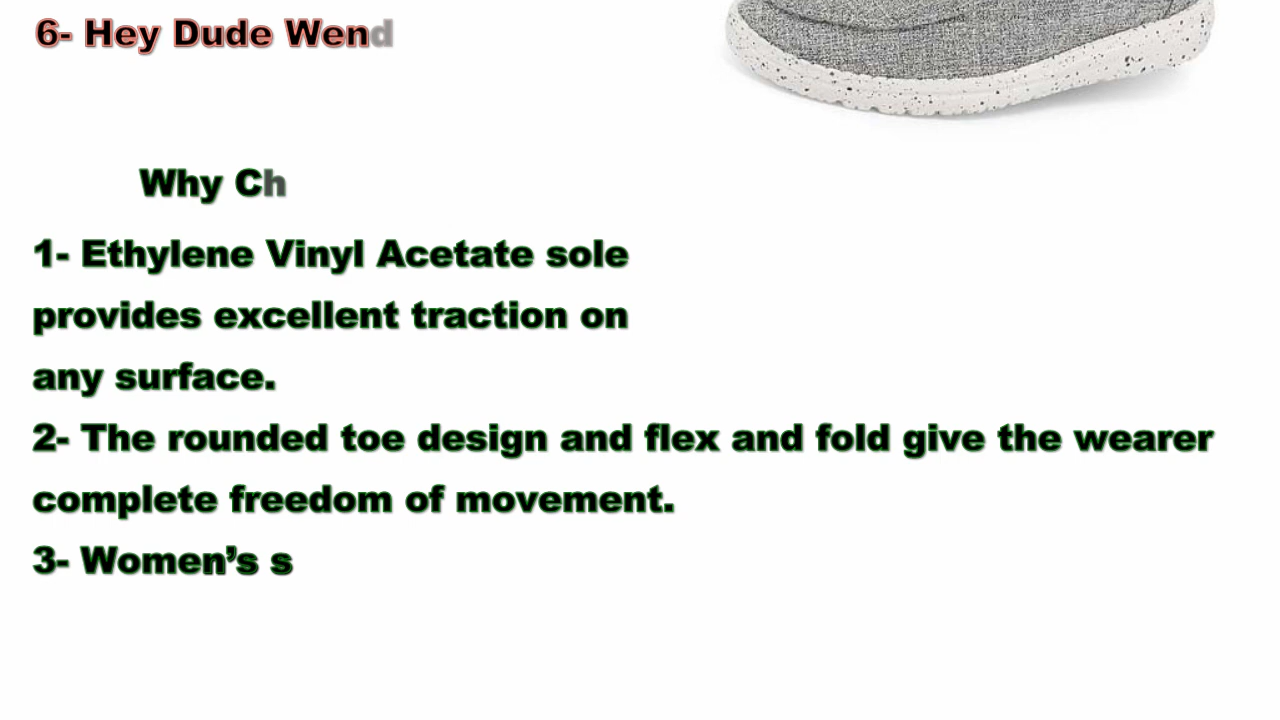 6- Hey Dude Wend
Why Ch
1- Ethylene Vinyl Acetate sole
provides excellent traction on
any surface.
2- The rounded toe design and flex and fold give the wearer
complete freedom of movement.
3- Women’s s